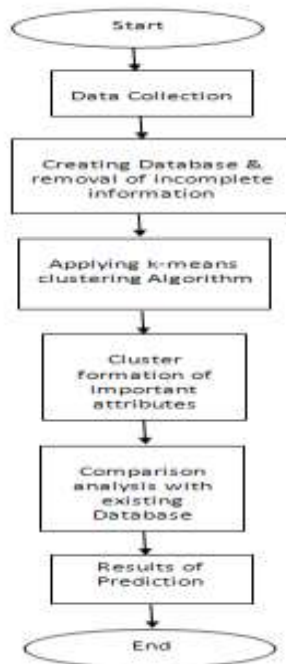 Start
Data Collection
Creating Database &
removal of incomplete
information
Applying k-means
clustering Algorithm
Cluster
formation of
important
attributes
Comparison
analysis with
existing
Database
Results of
Prediction
End